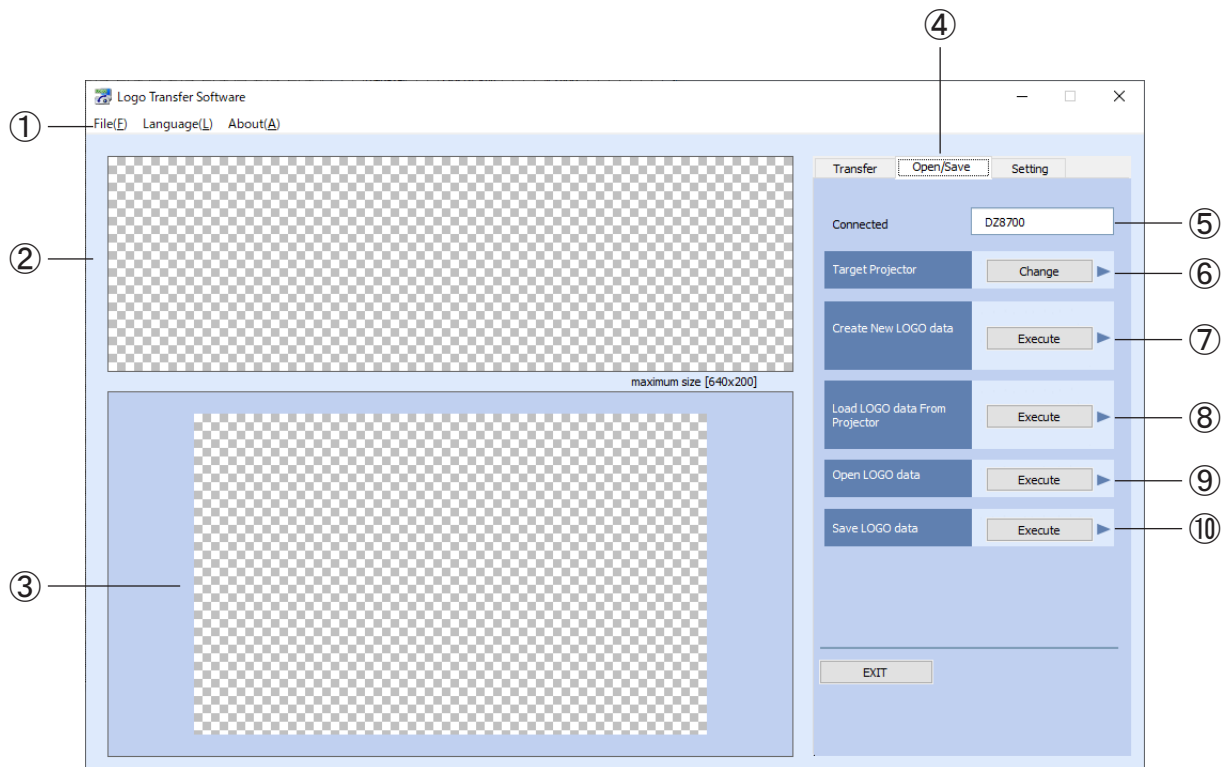 ④
Logo Transfer Software
① File(F) Language(L) About(A)
Transfer Open/Save Setting
Connected DZ8700 ⑤
② Target Projector Change ⑥
Create New LOGO data Execute ⑦
maximum size [640x200]
Load LOGO data From
Projector Execute ⑧
Open LOGO data Execute ⑨
Save LOGO data Execute ⑩
③
EXIT